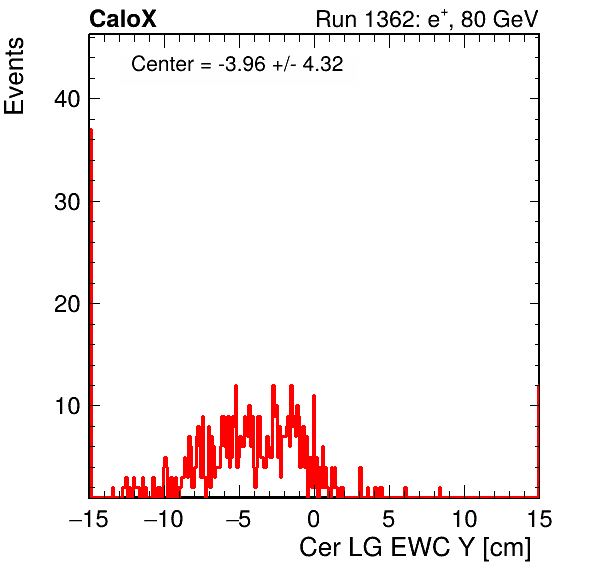 CaloX Run 1362: e+, 80 GeV
Center = -3.96 +/- 4.32
Events
40
30
20
10
−15 −10 −5 0 5 10 15
Cer LG EWC Y [cm]